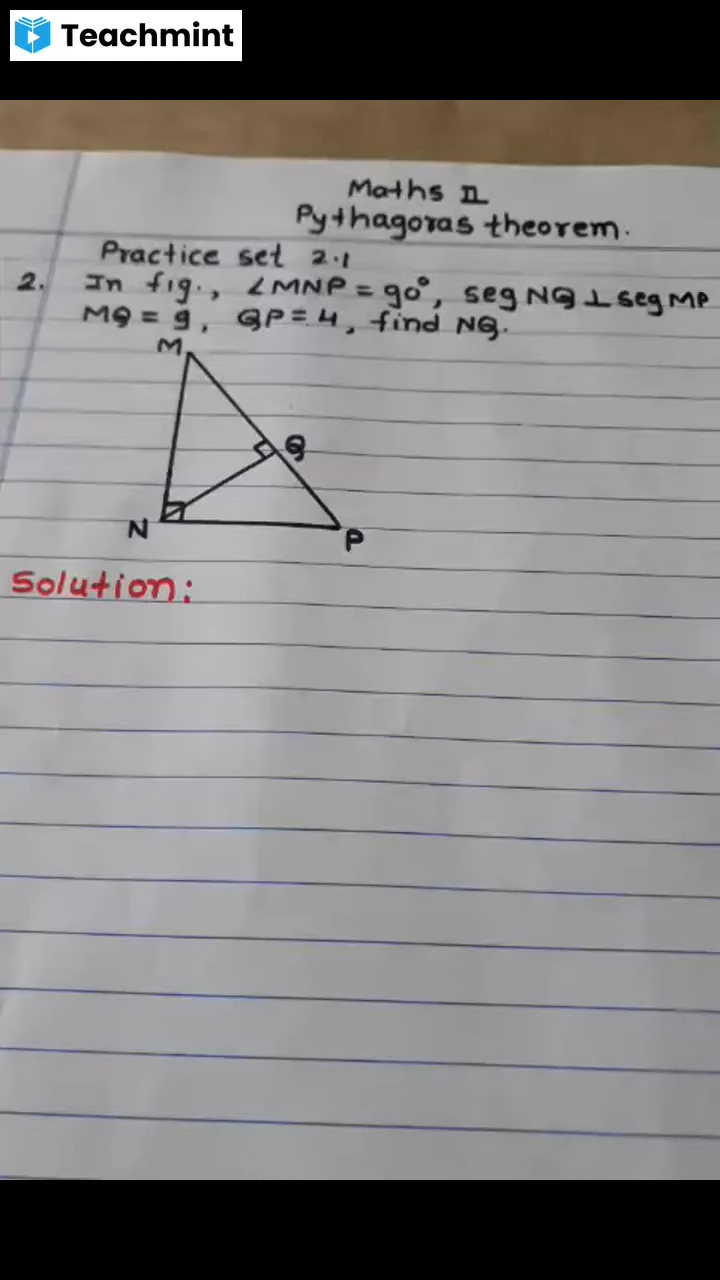 Teachmint
Maths II
Pythagoras theorem.
Practice set 2.1
2. In fig., ∠MNP = 90°, seg NQ ⊥ seg MP
MQ = 9, QP = 4, find NQ.
M
Q
N
P
Solution: